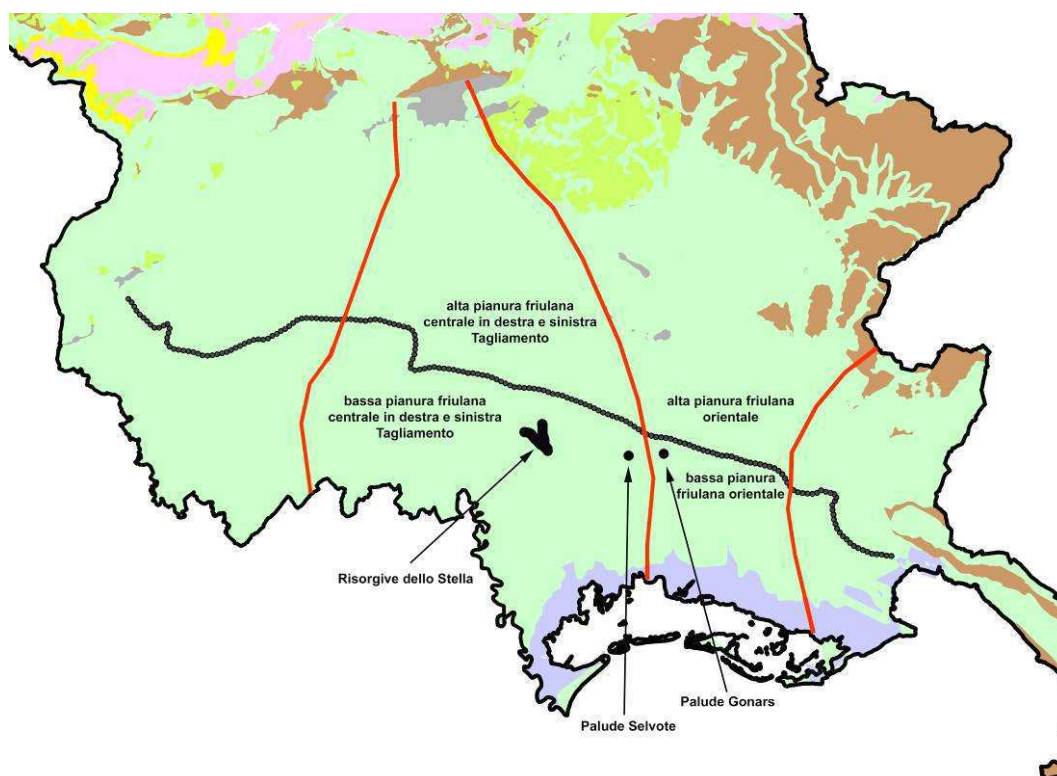 alta pianura friulana
centrale in destra e sinistra
Tagliamento
bassa pianura friulana
centrale in destra e sinistra
Tagliamento
alta pianura friulana
orientale
bassa pianura
friulana orientale
Risorgive dello Stella
Palude Gonars
Palude Selvote